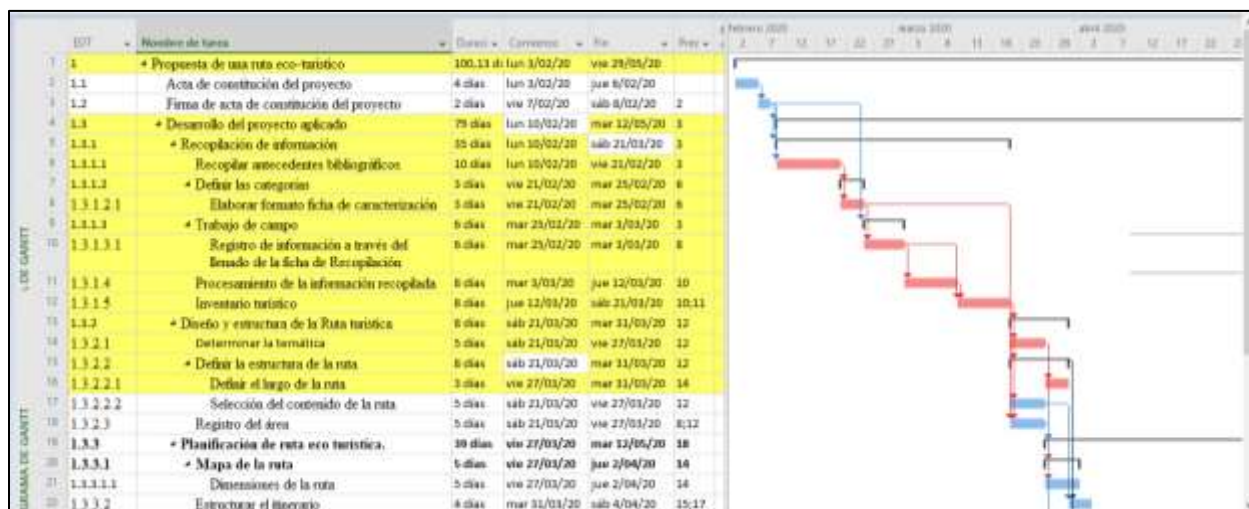 febrero 2020 marzo 2020 abril 2020
EDT Nombre de tarea Comienzo Fin
1 1 Propuesta de una ruta eco-turístico 100.13 di lun 3/02/20 vie 29/05/20
2 1.1 Acta de constitución del proyecto 4 días lun 3/02/20 jue 6/02/20
3 1.2 Firma de acta de constitución del proyecto 2 días vie 7/02/20 sáb 8/02/20 2
4 1.3 Desarrollo del proyecto aplicado 79 días lun 10/02/20 mar 12/05/20 3
5 1.3.1 Recopilación de información 35 días lun 10/02/20 sáb 21/03/20 3
6 1.3.1.1 Recopilar antecedentes bibliográficos 10 días lun 10/02/20 vie 21/02/20 3
7 1.3.1.2 Definir las categorías 3 días vie 21/02/20 mar 25/02/20 6
8 1.3.1.2.1 Elaborar formato ficha de caracterización 3 días vie 21/02/20 mar 25/02/20 6
9 1.3.1.3 Trabajo de campo 6 días mar 25/02/20 mar 3/03/20 3
10 1.3.1.3.1 Registro de información a través del llenado de la ficha de Recopilación 6 días mar 25/02/20 mar 3/03/20 8
11 1.3.1.4 Procesamiento de la información recopilada 8 días mar 3/03/20 jue 12/03/20 10
12 1.3.1.5 Inventario turístico 8 días jue 12/03/20 sáb 21/03/20 10;11
13 1.3.2 Diseño y estructura de la Ruta turística 8 días sáb 21/03/20 mar 31/03/20 12
14 1.3.2.1 Determinar la temática 5 días sáb 21/03/20 vie 27/03/20 12
15 1.3.2.2 Definir la estructura de la ruta 8 días sáb 21/03/20 mar 31/03/20 12
16 1.3.2.2.1 Definir el largo de la ruta 3 días vie 27/03/20 mar 31/03/20 14
17 1.3.2.2.2 Selección del contenido de la ruta 5 días sáb 21/03/20 vie 27/03/20 12
18 1.3.2.3 Registro del área 5 días sáb 21/03/20 vie 27/03/20 8;12
19 1.3.3 Planificación de ruta eco turística. 39 días vie 27/03/20 mar 12/05/20 18
20 1.3.3.1 Mapa de la ruta 5 días vie 27/03/20 jue 2/04/20 14
21 1.3.3.1.1 Dimensiones de la ruta 5 días vie 27/03/20 jue 2/04/20 14
22 1.3.3.2 Estructurar el itinerario 4 días mar 31/03/20 sáb 4/04/20 15;17
DE GANTT
GRAMA DE GANTT